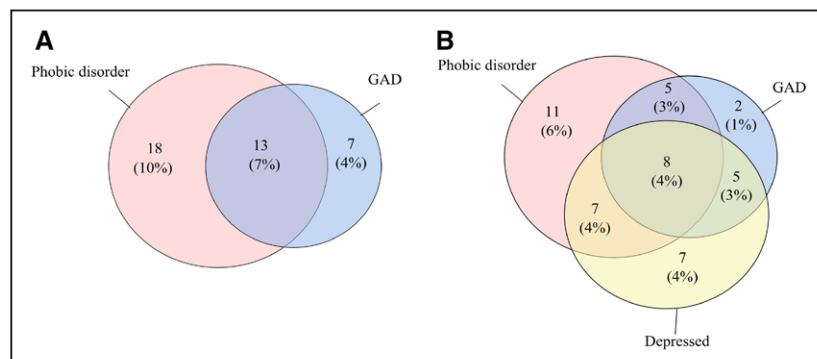 A
Phobic disorder
GAD
18
(10%)
13
(7%)
7
(4%)
B
Phobic disorder
GAD
11
(6%)
5
(3%)
2
(1%)
8
(4%)
5
(3%)
7
(4%)
7
(4%)
Depressed